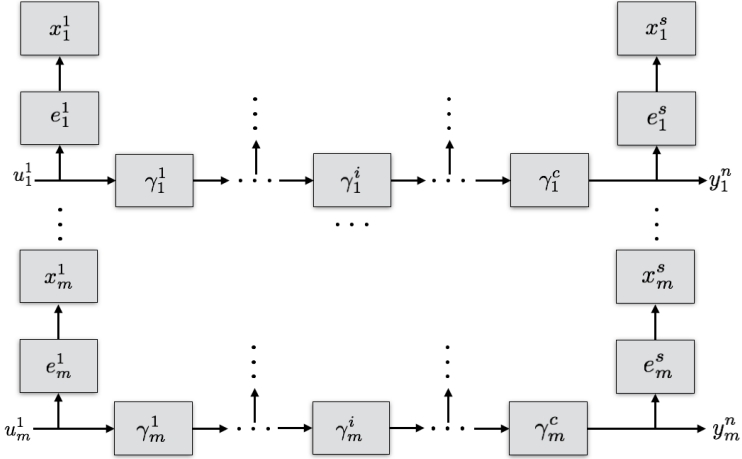 x_1^1 x_1^s
e_1^1 e_1^s
u_1^1 γ_1^1 · · · γ_1^i · · · γ_1^c y_1^n
· · ·
x_m^1 x_m^s
e_m^1 e_m^s
u_m^1 γ_m^1 · · · γ_m^i · · · γ_m^c y_m^n